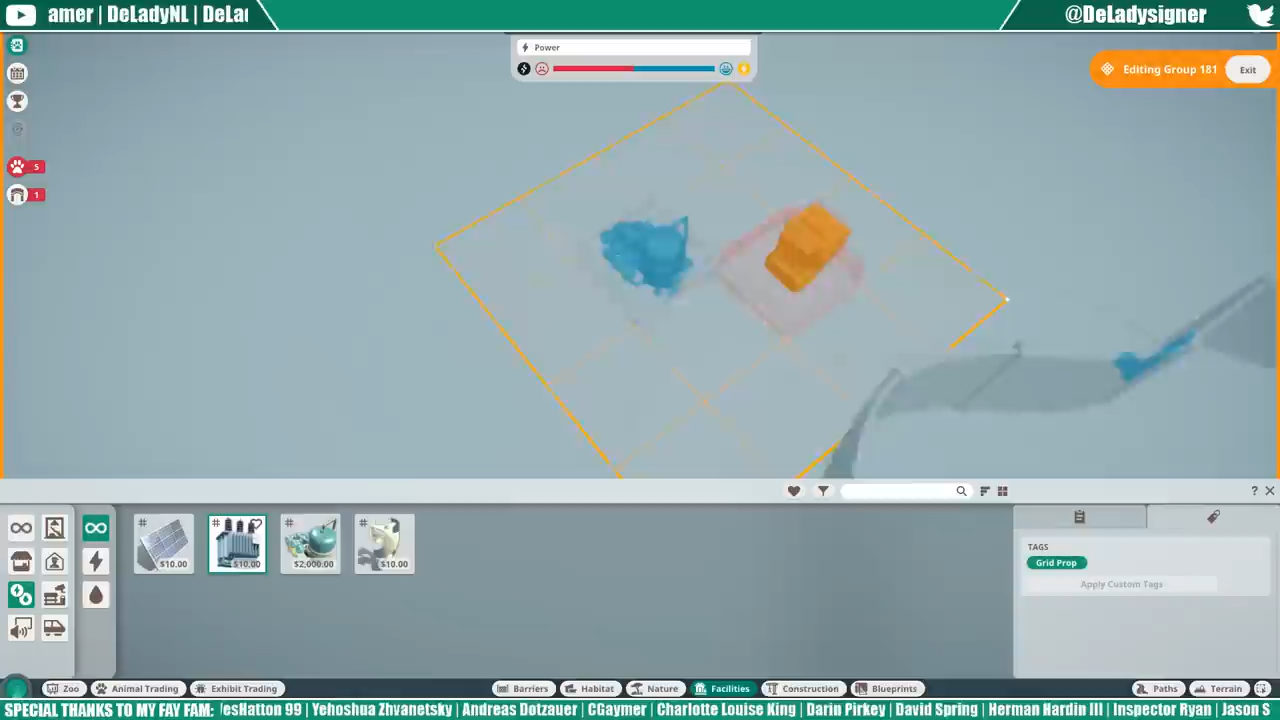 amer | DeLadyNL | DeLa
@DeLadysigner
Power
Editing Group 181
Exit
5
1
$10.00
$10.00
$2,000.00
$10.00
TAGS
Grid Prop
Apply Custom Tags
Zoo
Animal Trading
Exhibit Trading
Barriers
Habitat
Nature
Facilities
Construction
Blueprints
Paths
Terrain
SPECIAL THANKS TO MY FAY FAM: esHatton 99 | Yehoshua Zhvanetsky | Andreas Dotzauer | CGaymer | Charlotte Louise King | Darin Pirkey | David Spring | Herman Hardin III | Inspector Ryan | Jason S